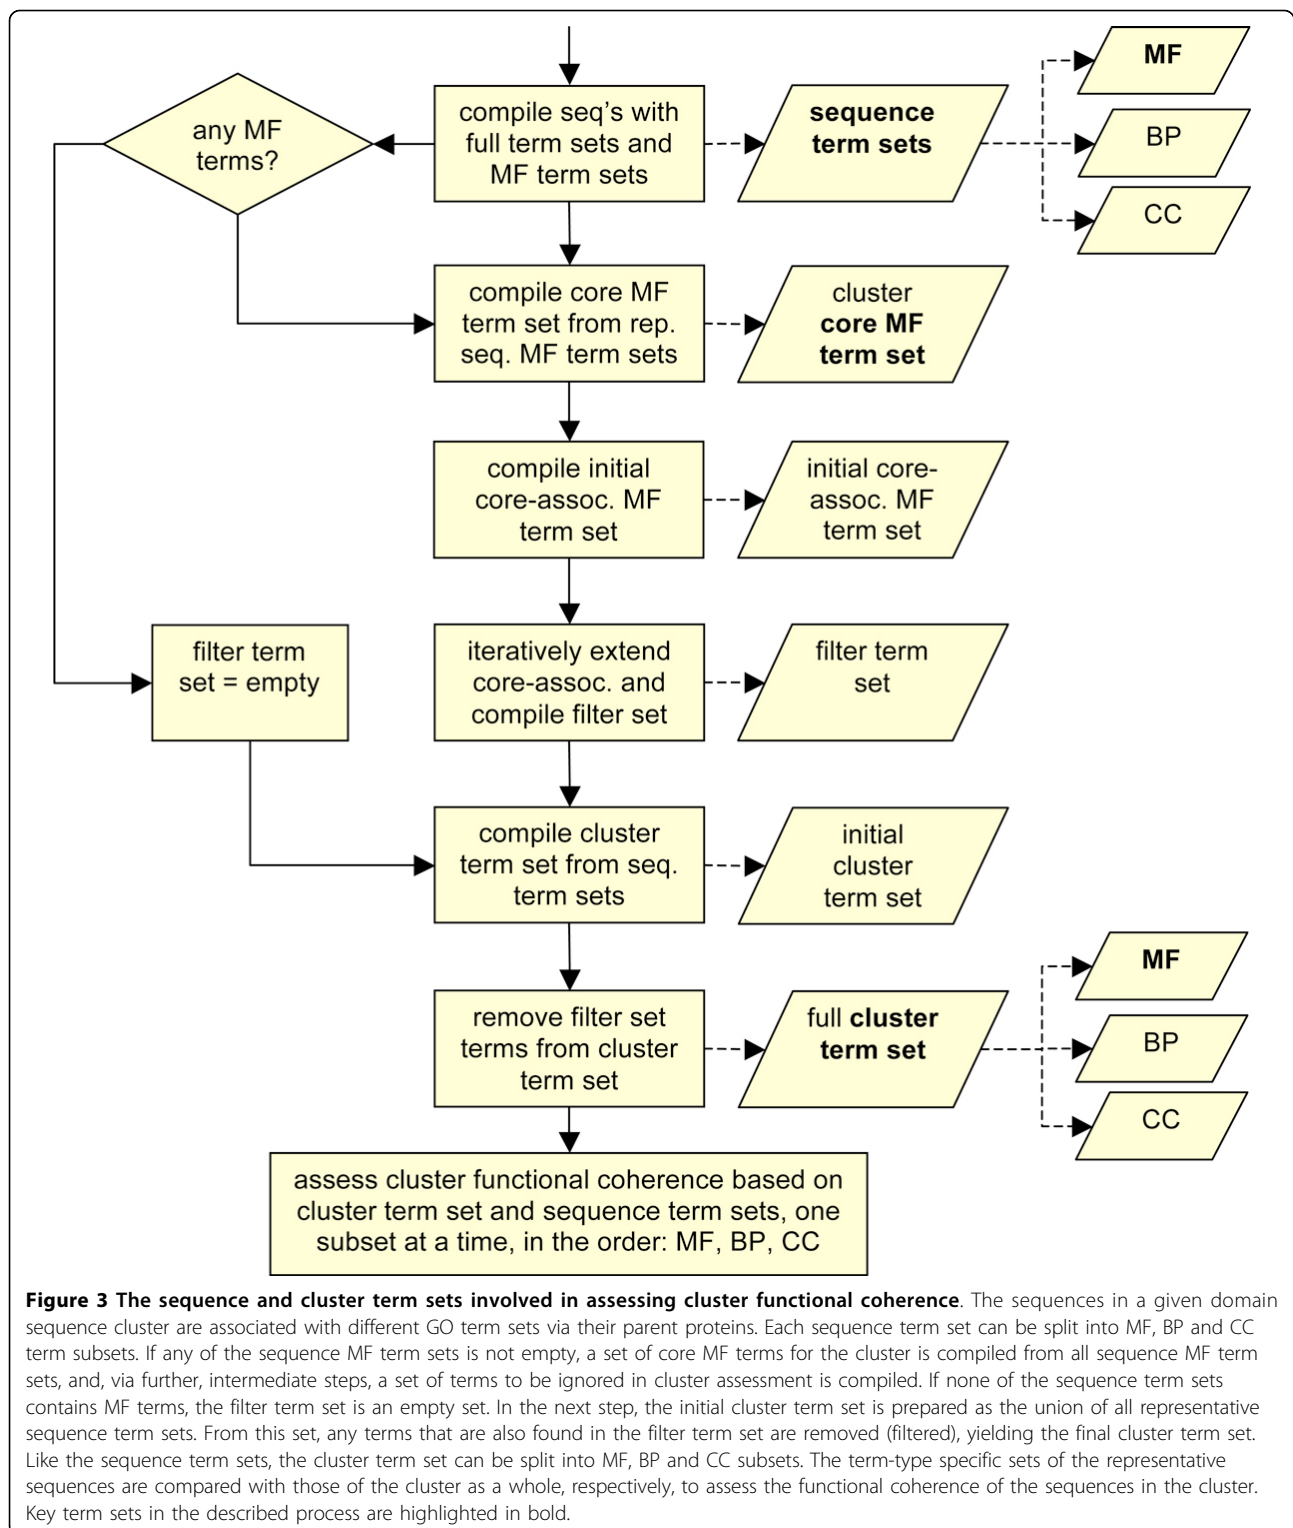 any MF
terms?
compile seq's with
full term sets and
MF term sets
sequence
term sets
MF
BP
CC
compile core MF
term set from rep.
seq. MF term sets
cluster
core MF
term set
compile initial
core-assoc. MF
term set
initial core-
assoc. MF
term set
filter term
set = empty
iteratively extend
core-assoc. and
compile filter set
filter term
set
compile cluster
term set from seq.
term sets
initial
cluster
term set
remove filter set
terms from cluster
term set
full cluster
term set
MF
BP
CC
assess cluster functional coherence based on
cluster term set and sequence term sets, one
subset at a time, in the order: MF, BP, CC
Figure 3 The sequence and cluster term sets involved in assessing cluster functional coherence. The sequences in a given domain
sequence cluster are associated with different GO term sets via their parent proteins. Each sequence term set can be split into MF, BP and CC
term subsets. If any of the sequence MF term sets is not empty, a set of core MF terms for the cluster is compiled from all sequence MF term
sets, and, via further, intermediate steps, a set of terms to be ignored in cluster assessment is compiled. If none of the sequence term sets
contains MF terms, the filter term set is an empty set. In the next step, the initial cluster term set is prepared as the union of all representative
sequence term sets. From this set, any terms that are also found in the filter term set are removed (filtered), yielding the final cluster term set.
Like the sequence term sets, the cluster term set can be split into MF, BP and CC subsets. The term-type specific sets of the representative
sequences are compared with those of the cluster as a whole, respectively, to assess the functional coherence of the sequences in the cluster.
Key term sets in the described process are highlighted in bold.